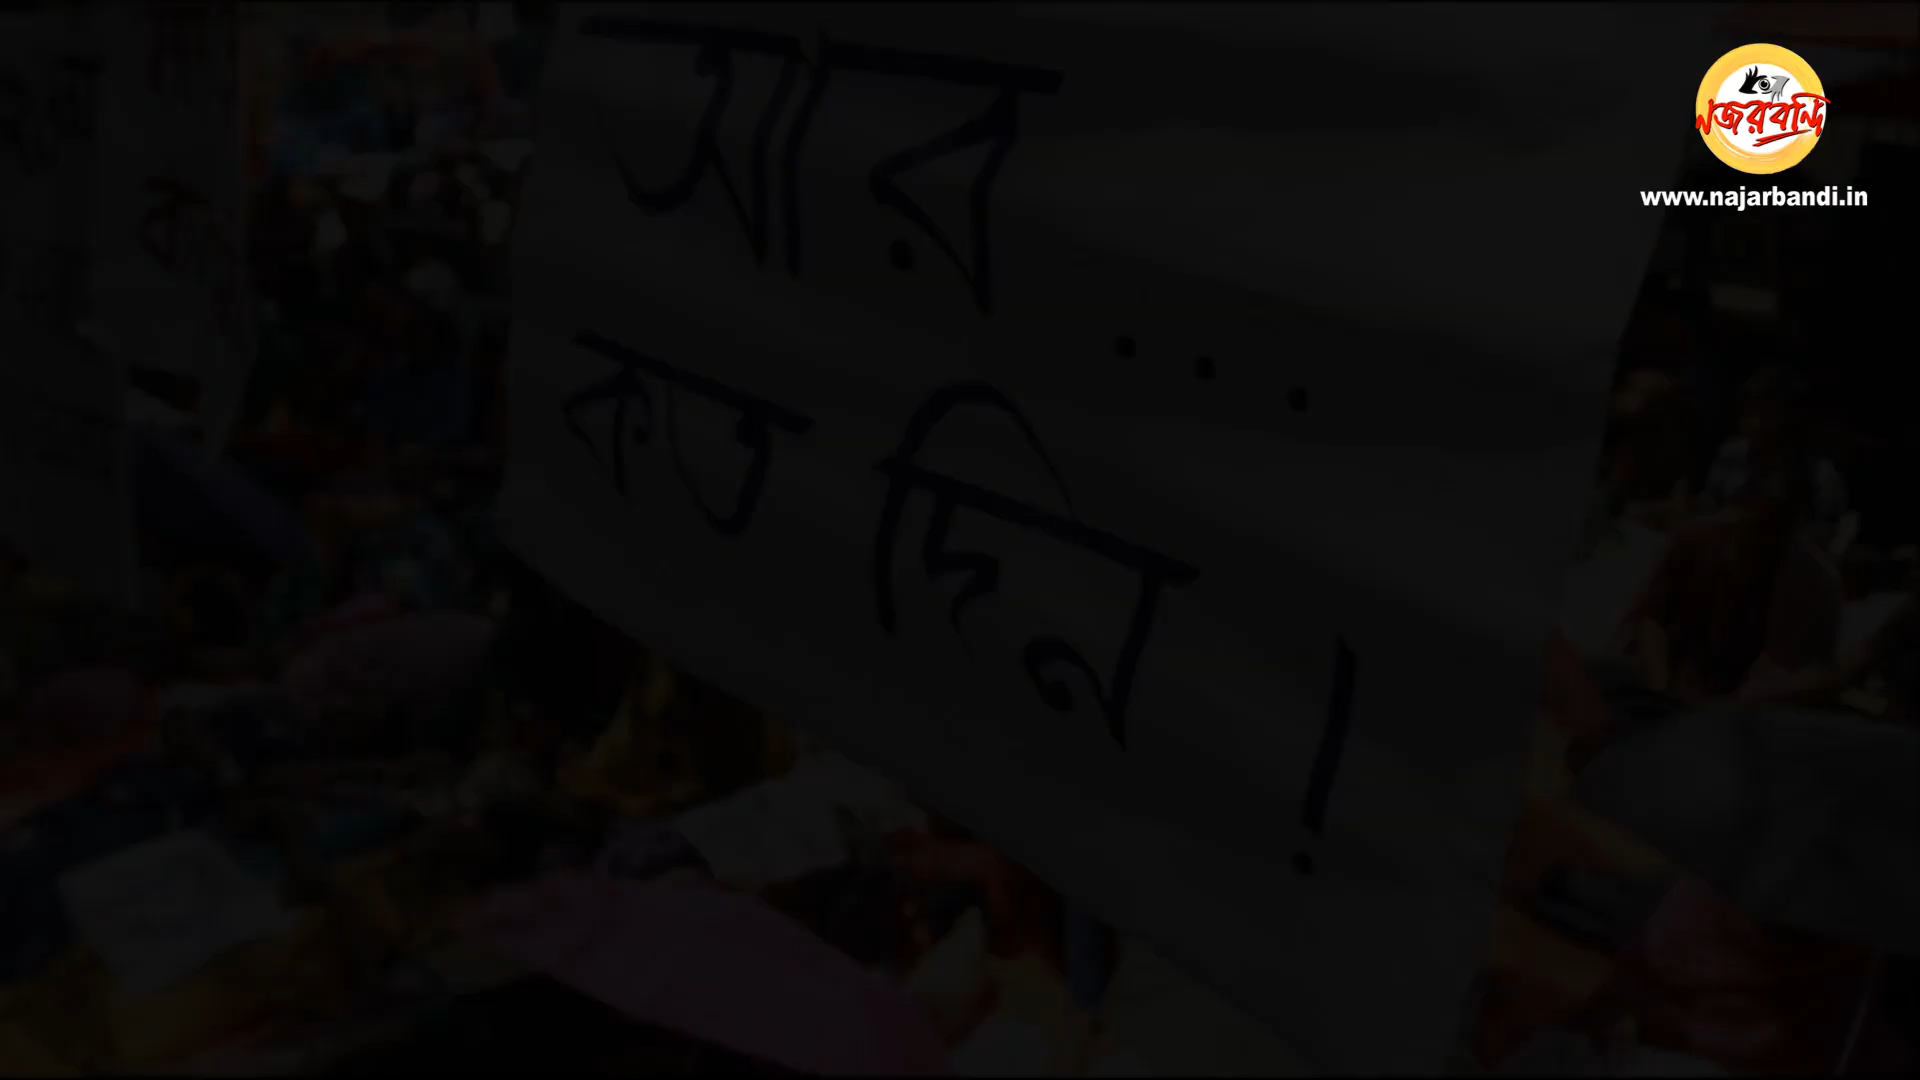 নজরবন্দি
www.najarbandi.in
আর ...
কত দিন !